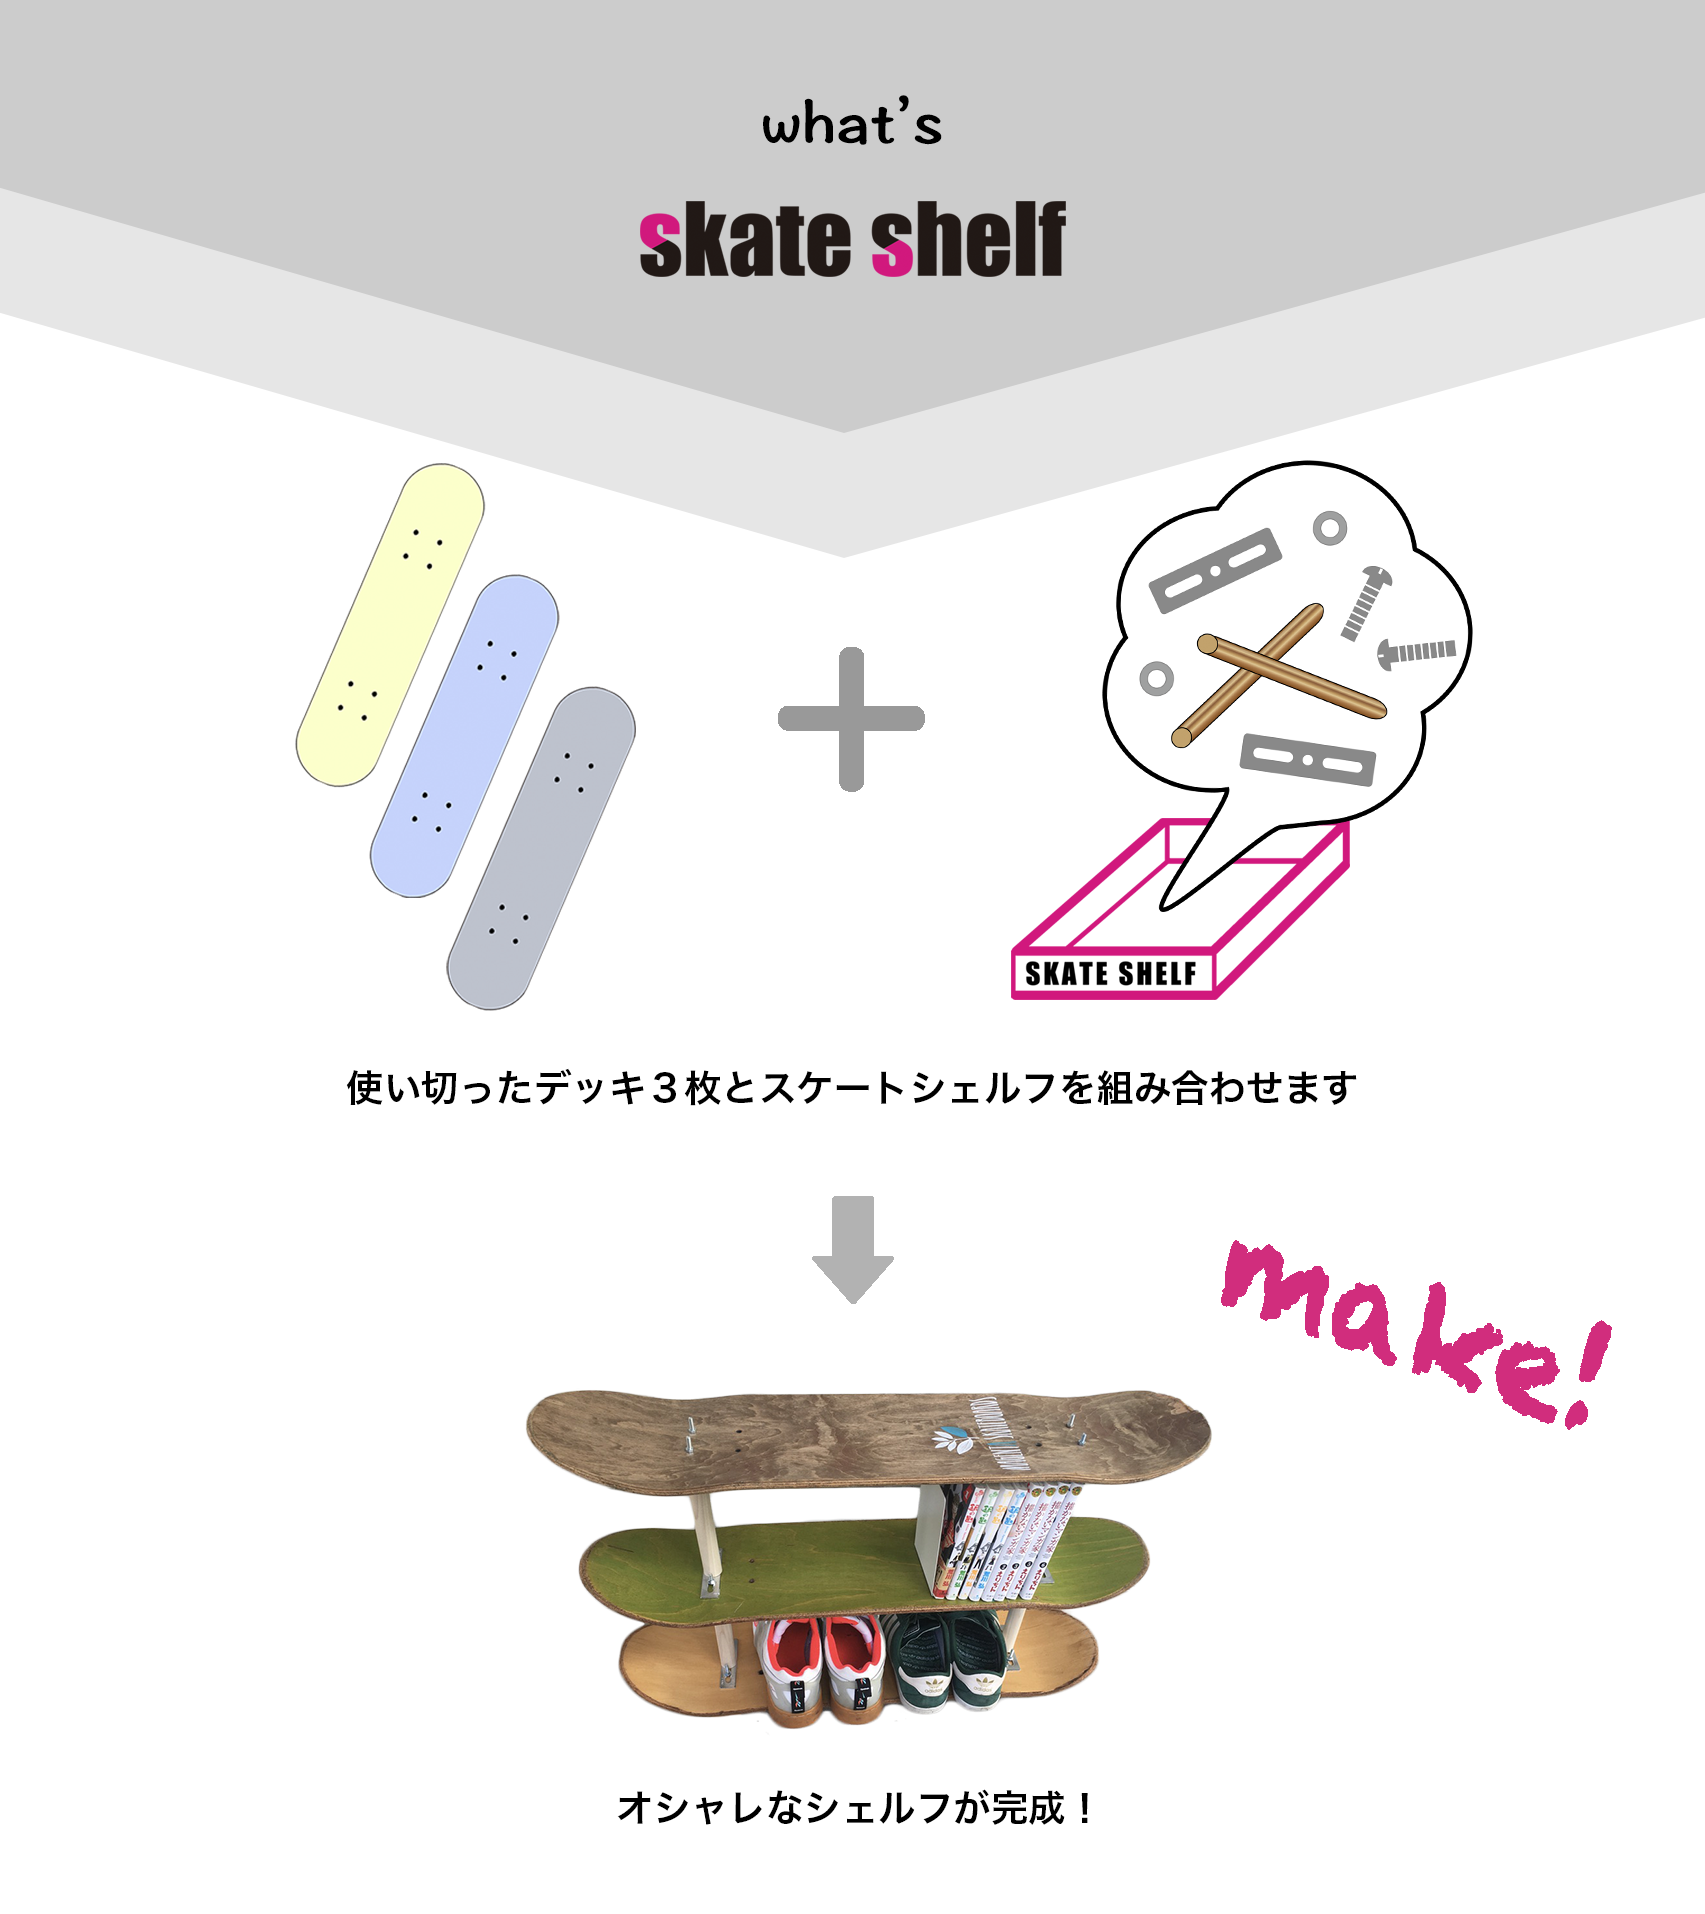 what's
skate shelf
SKATE SHELF
使い切ったデッキ３枚とスケートシェルフを組み合わせます
make!
オシャレなシェルフが完成！